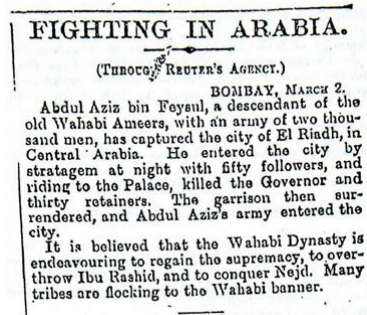 FIGHTING IN ARABIA.
(THROUGH REUTER'S AGENCY.)
BOMBAY, MARCH 2.
Abdul Aziz bin Feysul, a descendant of the
old Wahabi Ameers, with an army of two thou-
sand men, has captured the city of El Riadh, in
Central Arabia. He entered the city by
stratagem at night with fifty followers, and
riding to the Palace, killed the Governor and
thirty retainers. The garrison then sur-
rendered, and Abdul Aziz's army entered the
city.
It is believed that the Wahabi Dynasty is
endeavouring to regain the supremacy, to over-
throw Ibu Rashid, and to conquer Nejd. Many
tribes are flocking to the Wahabi banner.